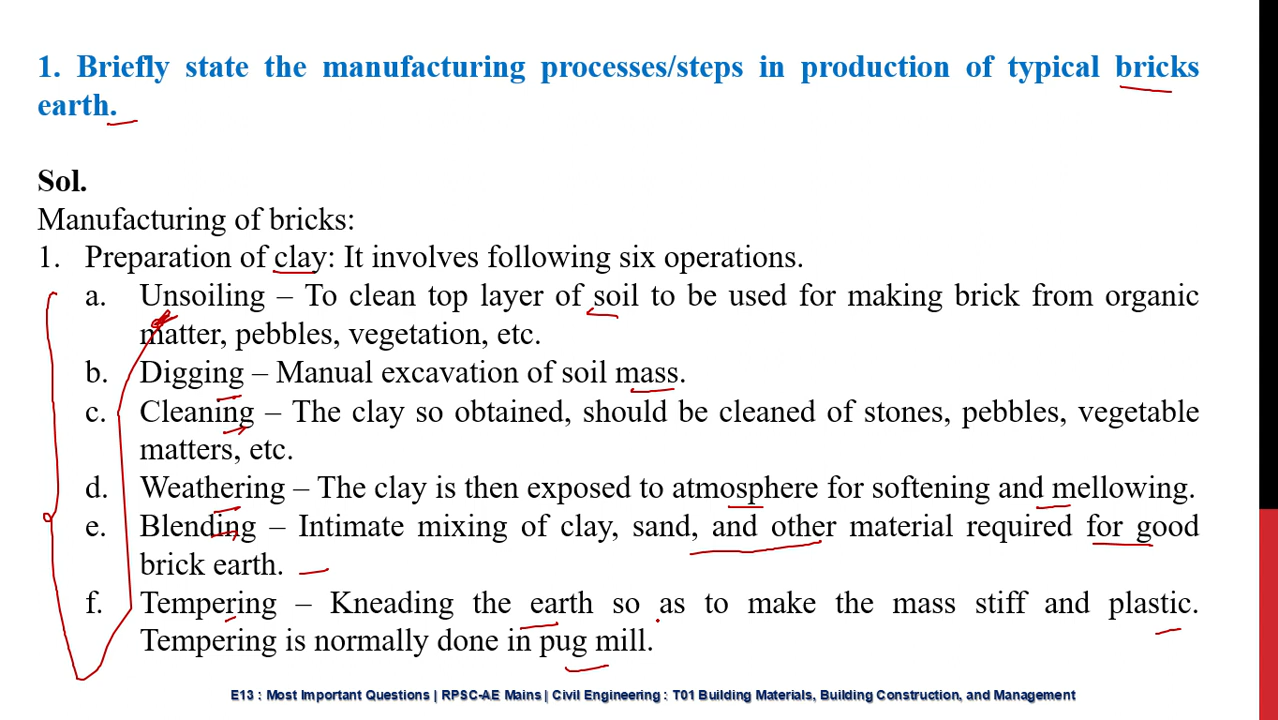 1. Briefly state the manufacturing processes/steps in production of typical bricks
earth.
Sol.
Manufacturing of bricks:
1. Preparation of clay: It involves following six operations.
a. Unsoiling – To clean top layer of soil to be used for making brick from organic
matter, pebbles, vegetation, etc.
b. Digging – Manual excavation of soil mass.
c. Cleaning – The clay so obtained, should be cleaned of stones, pebbles, vegetable
matters, etc.
d. Weathering – The clay is then exposed to atmosphere for softening and mellowing.
e. Blending – Intimate mixing of clay, sand, and other material required for good
brick earth.
f. Tempering – Kneading the earth so as to make the mass stiff and plastic.
Tempering is normally done in pug mill.
E13 : Most Important Questions | RPSC-AE Mains | Civil Engineering : T01 Building Materials, Building Construction, and Management